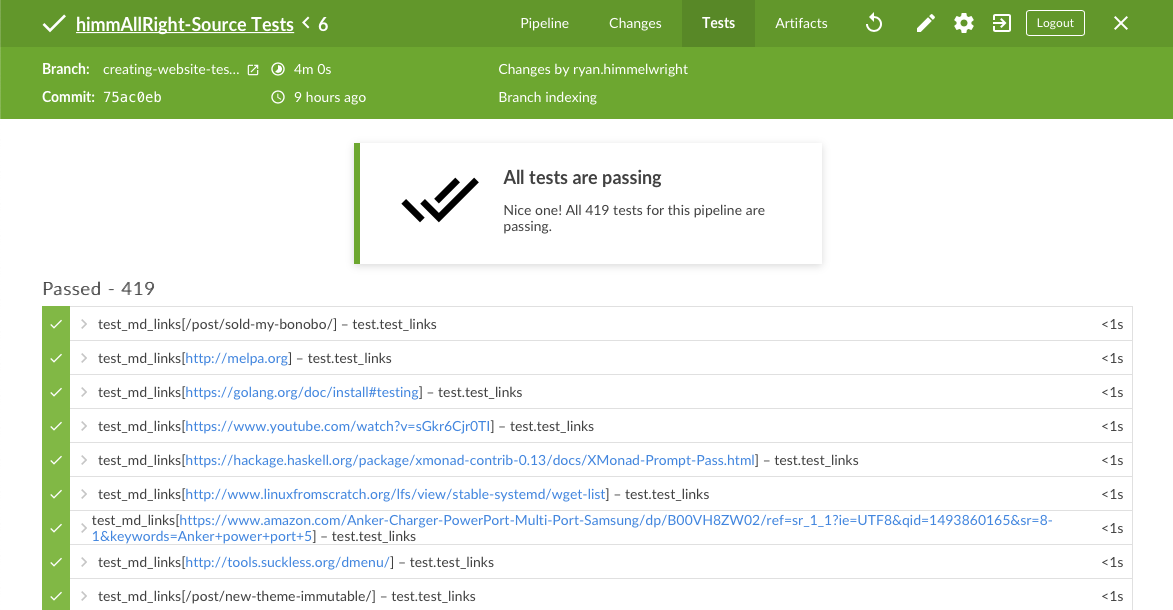 himmAllRight-Source Tests < 6
Pipeline Changes Tests Artifacts Logout
Branch: creating-website-tes... 4m 0s Changes by ryan.himmelwright
Commit: 75ac0eb 9 hours ago Branch indexing
All tests are passing
Nice one! All 419 tests for this pipeline are
passing.
Passed - 419
test_md_links[/post/sold-my-bonobo/] – test.test_links <1s
test_md_links[http://melpa.org] – test.test_links <1s
test_md_links[https://golang.org/doc/install#testing] – test.test_links <1s
test_md_links[https://www.youtube.com/watch?v=sGkr6Cjr0TI] – test.test_links <1s
test_md_links[https://hackage.haskell.org/package/xmonad-contrib-0.13/docs/XMonad-Prompt-Pass.html] – test.test_links <1s
test_md_links[http://www.linuxfromscratch.org/lfs/view/stable-systemd/wget-list] – test.test_links <1s
test_md_links[https://www.amazon.com/Anker-Charger-PowerPort-Multi-Port-Samsung/dp/B00VH8ZW02/ref=sr_1_1?ie=UTF8&qid=1493860165&sr=8-
1&keywords=Anker+power+port+5] – test.test_links <1s
test_md_links[http://tools.suckless.org/dmenu/] – test.test_links <1s
test_md_links[/post/new-theme-immutable/] – test.test_links <1s